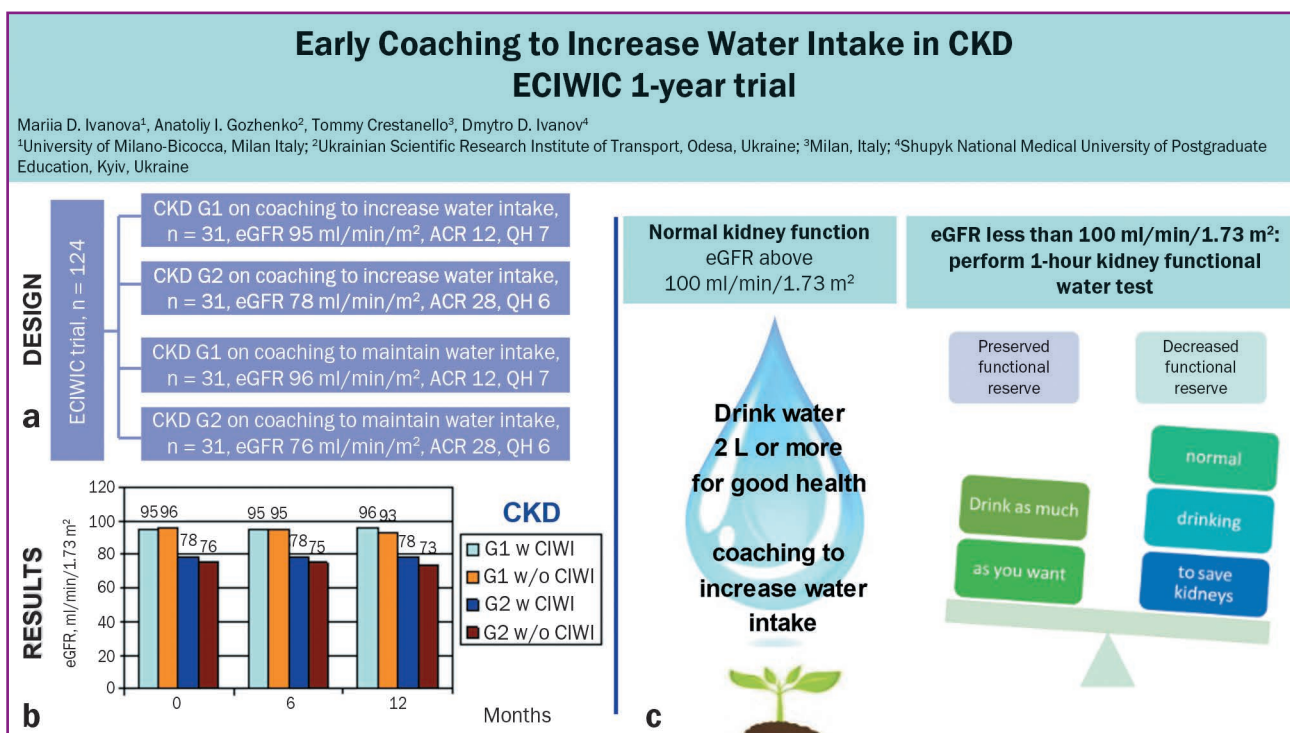 Early Coaching to Increase Water Intake in CKD
ECIWIC 1-year trial
Mariia D. Ivanova¹, Anatoliy I. Gozhenko², Tommy Crestanello³, Dmytro D. Ivanov⁴
¹University of Milano-Bicocca, Milan Italy; ²Ukrainian Scientific Research Institute of Transport, Odesa, Ukraine; ³Milan, Italy; ⁴Shupyk National Medical University of Postgraduate
Education, Kyiv, Ukraine
DESIGN
a
ECIWIC trial, n = 124
CKD G1 on coaching to increase water intake,
n = 31, eGFR 95 ml/min/m², ACR 12, QH 7
CKD G2 on coaching to increase water intake,
n = 31, eGFR 78 ml/min/m², ACR 28, QH 6
CKD G1 on coaching to maintain water intake,
n = 31, eGFR 96 ml/min/m², ACR 12, QH 7
CKD G2 on coaching to maintain water intake,
n = 31, eGFR 76 ml/min/m², ACR 28, QH 6
RESULTS
b
eGFR, ml/min/1.73 m²
120
100
80
60
40
20
0
95 96 78 76
95 95 78 75
96 93 78 73
0 6 12
Months
CKD
G1 w CIWI
G1 w/o CIWI
G2 w CIWI
G2 w/o CIWI
c
Normal kidney function
eGFR above
100 ml/min/1.73 m²
Drink water
2 L or more
for good health
coaching to
increase water
intake
eGFR less than 100 ml/min/1.73 m²:
perform 1-hour kidney functional
water test
Preserved
functional
reserve
Decreased
functional
reserve
Drink as much
as you want
normal
drinking
to save
kidneys